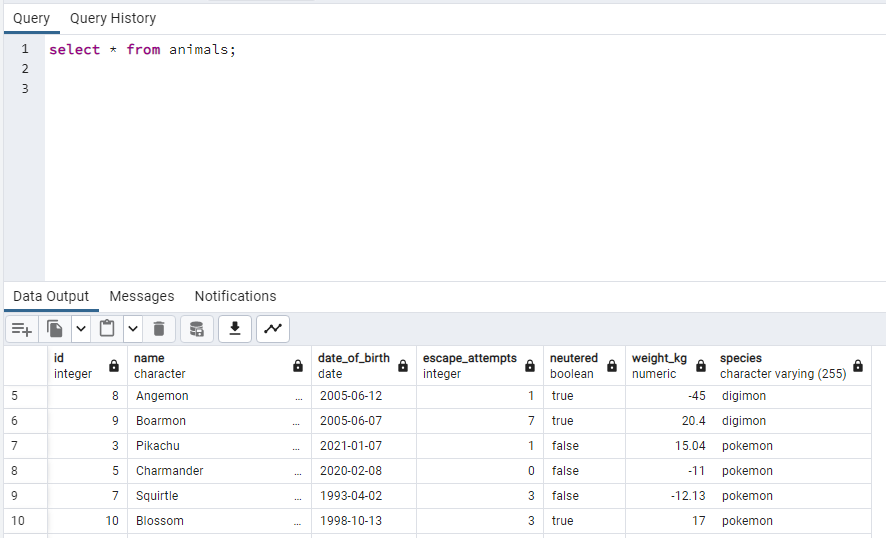 Query Query History
1 select * from animals;
2
3
Data Output Messages Notifications
id name date_of_birth escape_attempts neutered weight_kg species
integer character date integer boolean numeric character varying (255)
5 8 Angemon ... 2005-06-12 1 true -45 digimon
6 9 Boarmon ... 2005-06-07 7 true 20.4 digimon
7 3 Pikachu ... 2021-01-07 1 false 15.04 pokemon
8 5 Charmander ... 2020-02-08 0 false -11 pokemon
9 7 Squirtle ... 1993-04-02 3 false -12.13 pokemon
10 10 Blossom ... 1998-10-13 3 true 17 pokemon